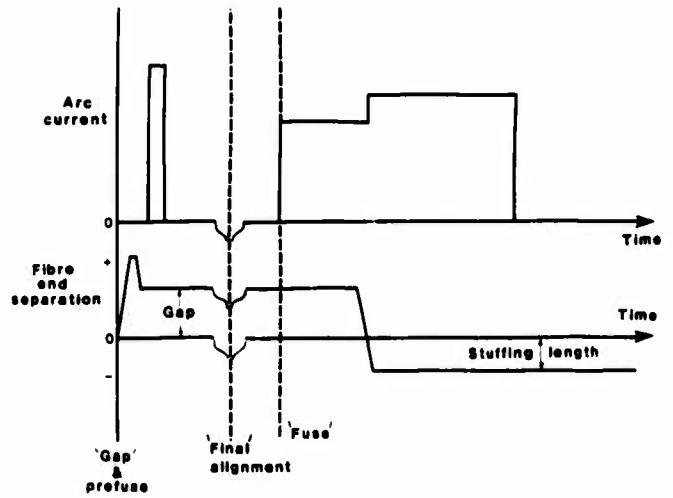 Arc
current
0
Time
+
Fibre
end
separation
Gap
Time
0
Stuffing length
-
'Fuse'
'Final'
alignment
'Gap'
&
prefuse